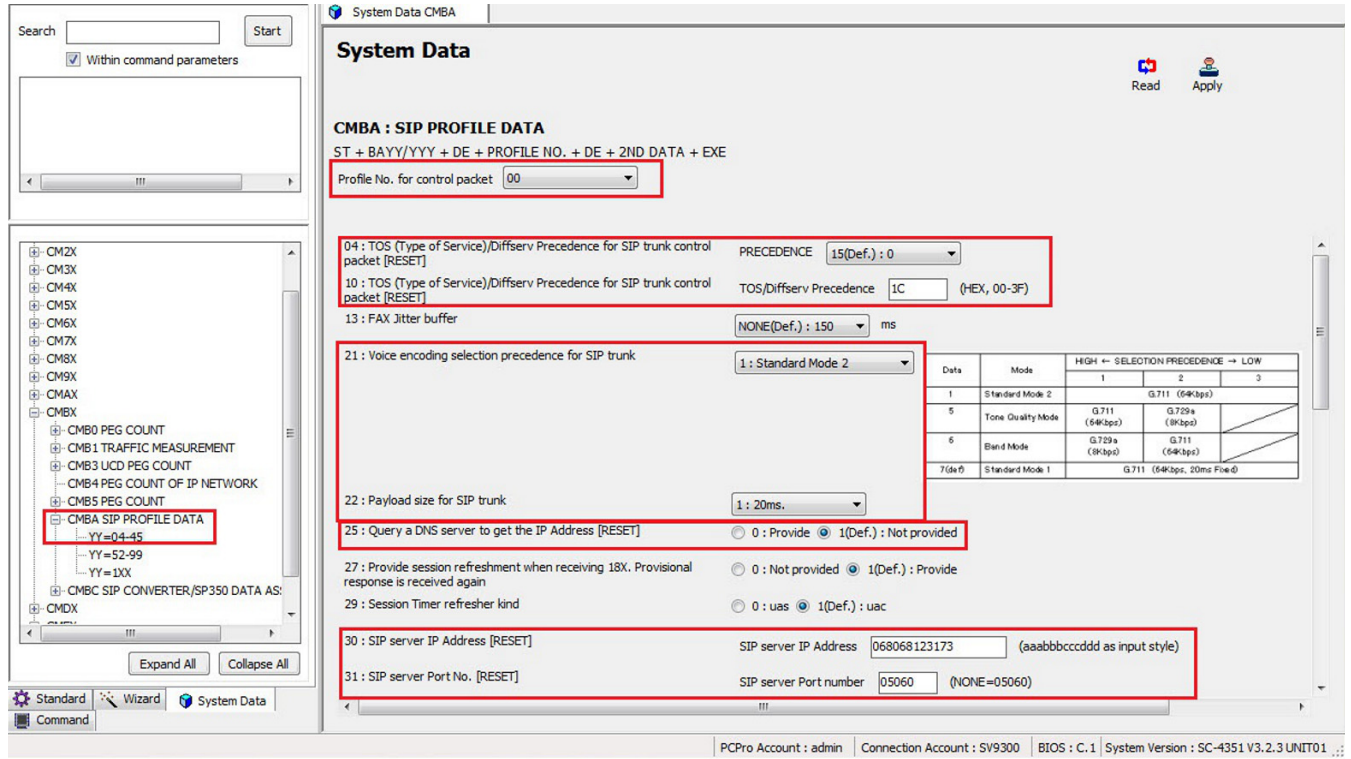 System Data CMBA
Search
Start
Within command parameters
System Data
Read
Apply
CMBA : SIP PROFILE DATA
ST + BAYY/YYY + DE + PROFILE NO. + DE + 2ND DATA + EXE
Profile No. for control packet 00
CM2X
CM3X
CM4X
CM5X
CM6X
CM7X
CM8X
CM9X
CMAX
CMBX
CMB0 PEG COUNT
CMB1 TRAFFIC MEASUREMENT
CMB3 UCD PEG COUNT
CMB4 PEG COUNT OF IP NETWORK
CMB5 PEG COUNT
CMBA SIP PROFILE DATA
YY=04-45
YY=52-99
YY=1XX
CMBC SIP CONVERTER/SP350 DATA AS
CMDX
Expand All
Collapse All
Standard
Wizard
System Data
Command
04 : TOS (Type of Service)/Diffserv Precedence for SIP trunk control
packet [RESET]
PRECEDENCE 15(Def.) : 0
10 : TOS (Type of Service)/Diffserv Precedence for SIP trunk control
packet [RESET]
TOS/Diffserv Precedence 1C (HEX, 00-3F)
13 : FAX Jitter buffer
NONE(Def.) : 150 ms
21 : Voice encoding selection precedence for SIP trunk
1 : Standard Mode 2
Data Mode HIGH ← SELECTION PRECEDENCE → LOW
1 2 3
1 Standard Mode 2 G.711 (64Kbps)
5 Tone Quality Mode G.711 (64Kbps) G.729a (8Kbps)
6 Band Mode G.729a (8Kbps) G.711 (64Kbps)
7(def) Standard Mode 1 G.711 (64Kbps, 20ms Fixed)
22 : Payload size for SIP trunk
1 : 20ms.
25 : Query a DNS server to get the IP Address [RESET]
0 : Provide 1(Def.) : Not provided
27 : Provide session refreshment when receiving 18X. Provisional
response is received again
0 : Not provided 1(Def.) : Provide
29 : Session Timer refresher kind
0 : uas 1(Def.) : uac
30 : SIP server IP Address [RESET]
SIP server IP Address 068068123173 (aaabbbcccddd as input style)
31 : SIP server Port No. [RESET]
SIP server Port number 05060 (NONE=05060)
PCPro Account : admin
Connection Account : SV9300
BIOS : C.1
System Version : SC-4351 V3.2.3 UNIT01